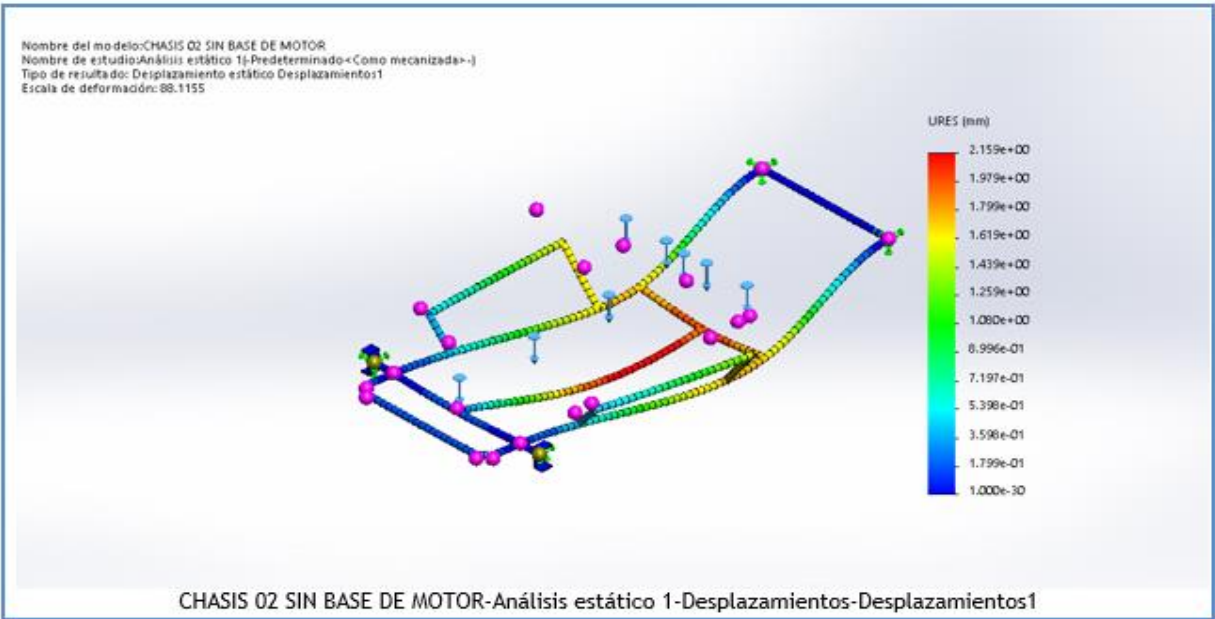 Nombre del modelo:CHASIS 02 SIN BASE DE MOTOR
Nombre de estudio:Análisis estático 1(-Predeterminado<Como mecanizada>-)
Tipo de resultado: Desplazamiento estático Desplazamientos1
Escala de deformación: 88.1155
URES (mm)
2.159e+00
1.979e+00
1.799e+00
1.619e+00
1.439e+00
1.259e+00
1.080e+00
8.996e-01
7.197e-01
5.398e-01
3.598e-01
1.799e-01
1.000e-30
CHASIS 02 SIN BASE DE MOTOR-Análisis estático 1-Desplazamientos-Desplazamientos1